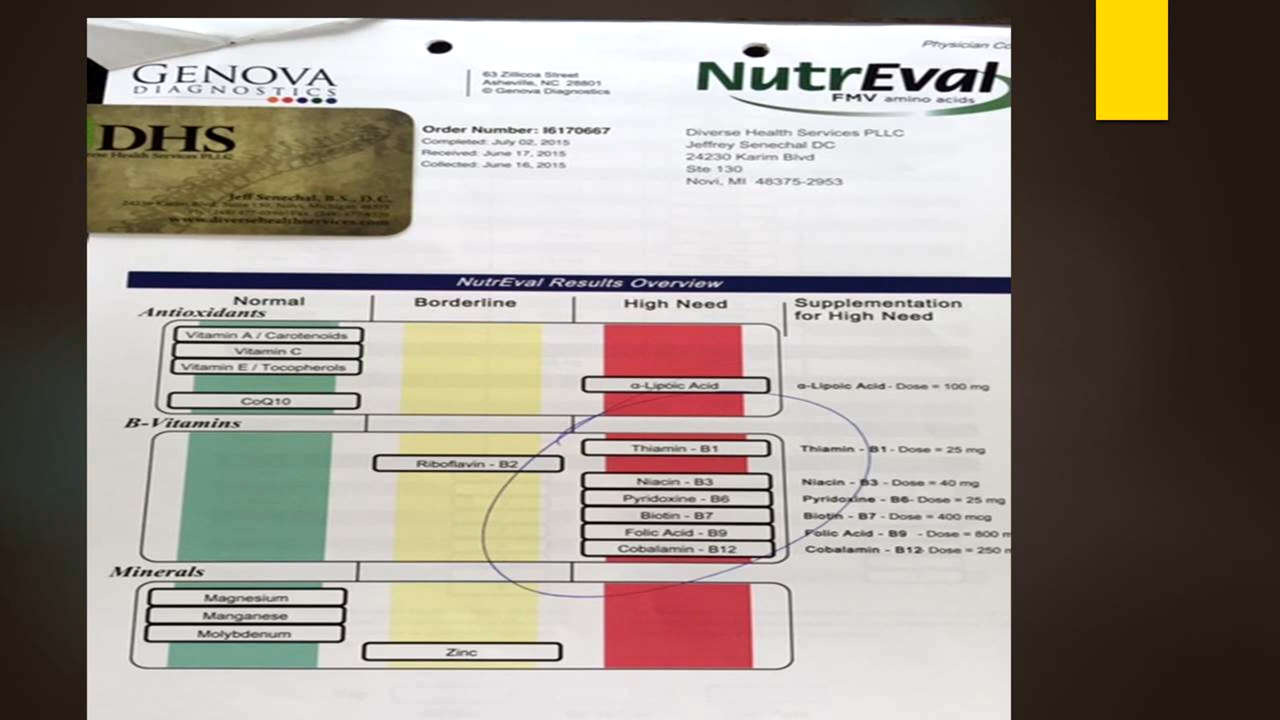 Physician Co
GENOVA
DIAGNOSTICS
63 Zillicoa Street
Asheville, NC 28801
© Genova Diagnostics
NutrEval
FMV amino acids
DHS
erse Health Services PLLC
Jeff Senechal, B.S., D.C.
www.diversehealthservices.com
Order Number: I6170667
Completed: July 02, 2015
Received: June 17, 2015
Collected: June 16, 2015
Diverse Health Services PLLC
Jeffrey Senechal DC
24230 Karim Blvd
Ste 130
Novi, MI 48375-2953
NutrEval Results Overview
Normal Borderline High Need Supplementation for High Need
Antioxidants
Vitamin A / Carotenoids
Vitamin C
Vitamin E / Tocopherols
α-Lipoic Acid α-Lipoic Acid - Dose = 100 mg
CoQ10
B-Vitamins
Thiamin - B1 Thiamin - B1 - Dose = 25 mg
Riboflavin - B2
Niacin - B3 Niacin - B3 - Dose = 40 mg
Pyridoxine - B6 Pyridoxine - B6- Dose = 25 mg
Biotin - B7 Biotin - B7 - Dose = 400 mcg
Folic Acid - B9 Folic Acid - B9 - Dose = 800 m
Cobalamin - B12 Cobalamin - B12- Dose = 250 m
Minerals
Magnesium
Manganese
Molybdenum
Zinc